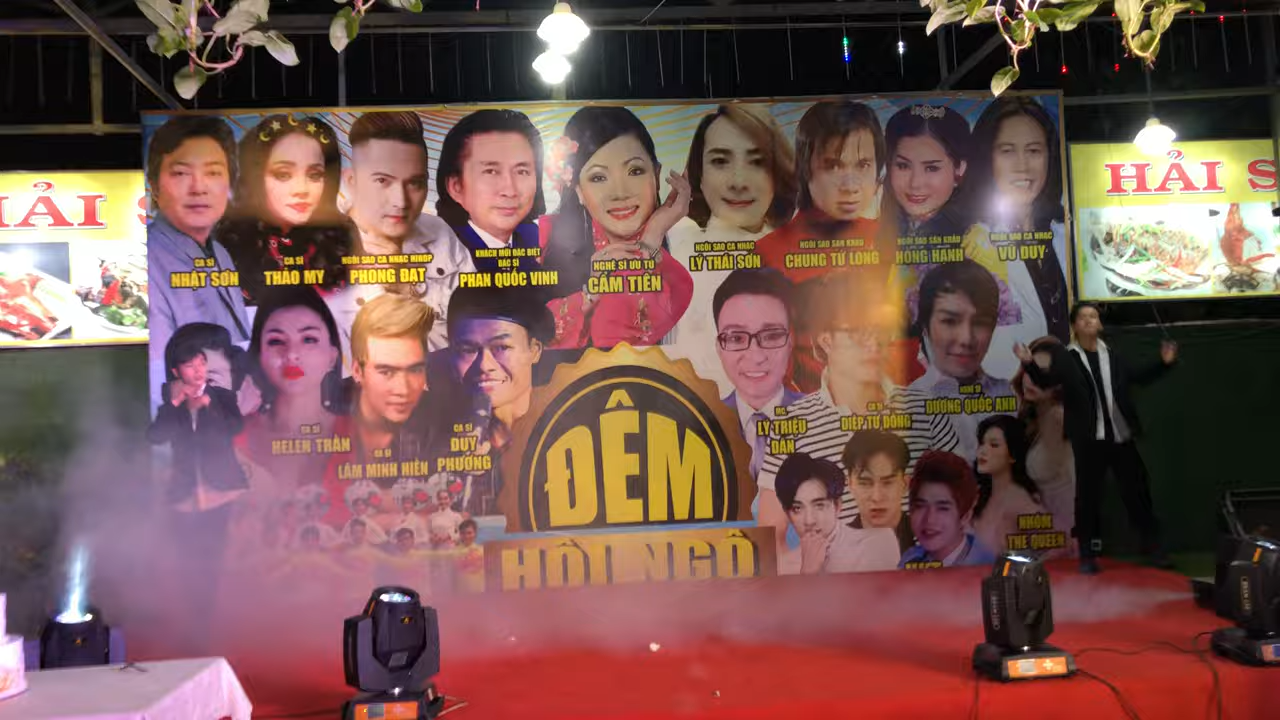 HẢI
HẢI S
CA SĨ
NHẬT SƠN
CA SĨ
THẢO MY
NGÔI SAO CA NHẠC HIHOP
PHONG ĐẠT
KHÁCH MỜI ĐẶC BIỆT
BÁC SĨ
PHAN QUỐC VINH
NGHỆ SĨ ƯU TÚ
CẨM TIÊN
NGÔI SAO CA NHẠC
LÝ THÁI SƠN
NGÔI SAO SÂN KHẤU
CHUNG TỬ LONG
NGÔI SAO SÂN KHẤU
HỒNG HẠNH
NGÔI SAO CA NHẠC
VŨ DUY
CA SĨ
HELEN TRẦN
CA SĨ
LÂM MINH HIỀN
CA SĨ
DUY
PHƯƠNG
MC
LÝ TRIỆU
DÂN
CA SĨ
DIỆP TỬ ĐÔNG
NGHỆ SĨ
DƯƠNG QUỐC ANH
NHÓM
THE QUEEN
ĐÊM
HỘI NGỘ